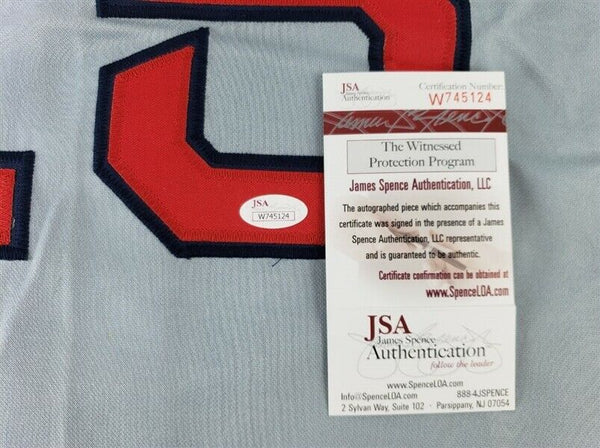 JSA
W745124
JSA
Authentication
Certification Number:
W745124
The Witnessed
Protection Program
James Spence Authentication, LLC
The autographed piece which accompanies this
certificate was signed in the presence of a James
Spence Authentication, LLC representative
and is guaranteed to be authentic.
Certificate confirmation can be obtained at
www.SpenceLOA.com
JSA
James Spence
Authentication
follow the leader
www.SpenceLOA.com
Info@SpenceLOA.com 888-4JSPENCE
2 Sylvan Way, Suite 102 • Parsippany, NJ 07054